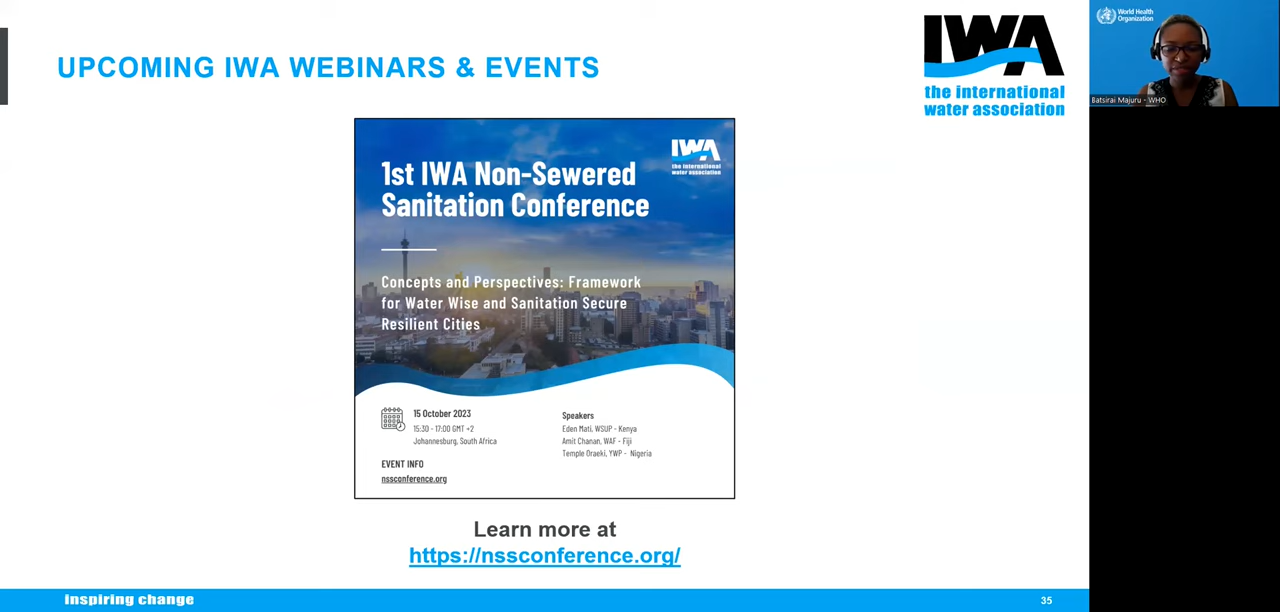 UPCOMING IWA WEBINARS & EVENTS
IWA
the international
water association
World Health
Organization
Batsirai Majuru - WHO
IWA
the international
water association
1st IWA Non-Sewered
Sanitation Conference
Concepts and Perspectives: Framework
for Water Wise and Sanitation Secure
Resilient Cities
15 October 2023
15:30 - 17:00 GMT +2
Johannesburg, South Africa
EVENT INFO
nssconference.org
Speakers
Eden Mati, WSUP - Kenya
Amit Chanan, WAF - Fiji
Temple Oraeki, YWP - Nigeria
Learn more at
https://nssconference.org/
inspiring change
35